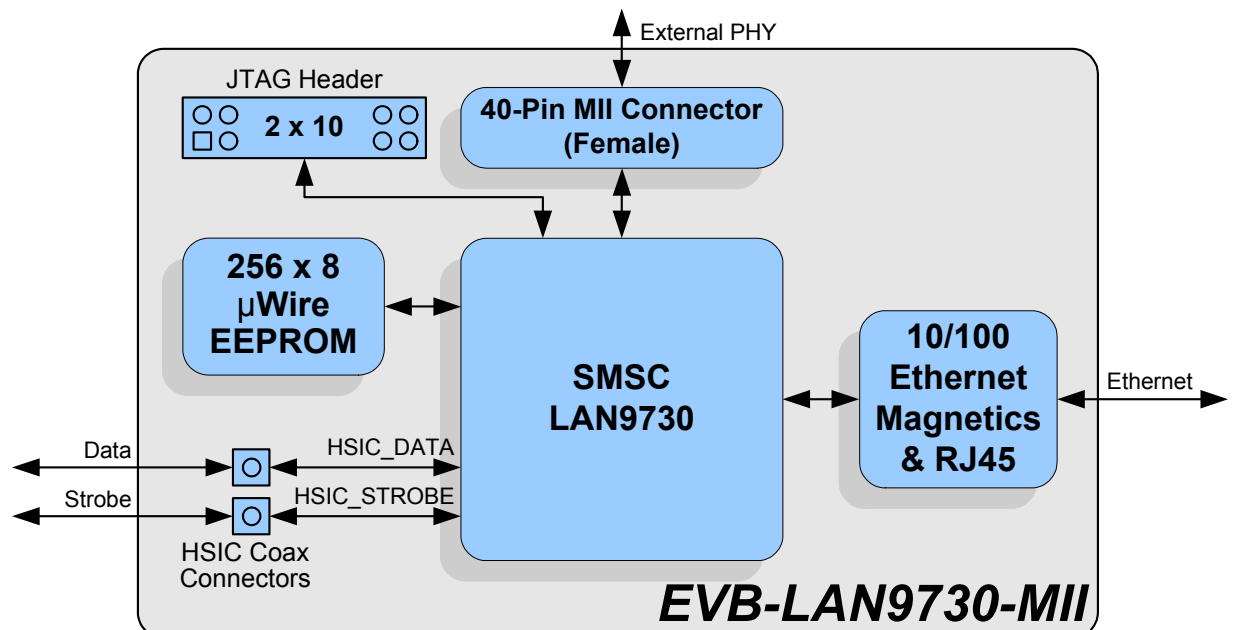 External PHY
JTAG Header
2 x 10
40-Pin MII Connector
(Female)
256 x 8
µWire
EEPROM
SMSC
LAN9730
10/100
Ethernet
Magnetics
& RJ45
Ethernet
Data
HSIC_DATA
Strobe
HSIC_STROBE
HSIC Coax
Connectors
EVB-LAN9730-MII